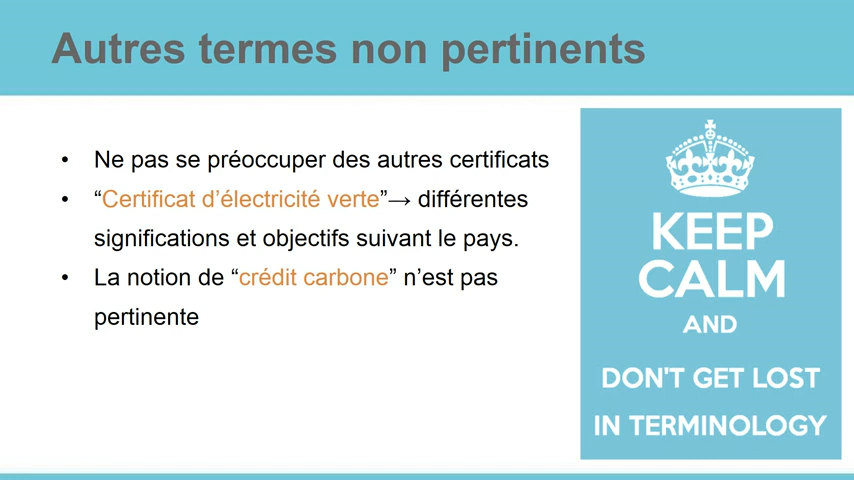 Autres termes non pertinents
• Ne pas se préoccuper des autres certificats
• “Certificat d’électricité verte”→ différentes
significations et objectifs suivant le pays.
• La notion de “crédit carbone” n’est pas
pertinente
KEEP
CALM
AND
DON'T GET LOST
IN TERMINOLOGY